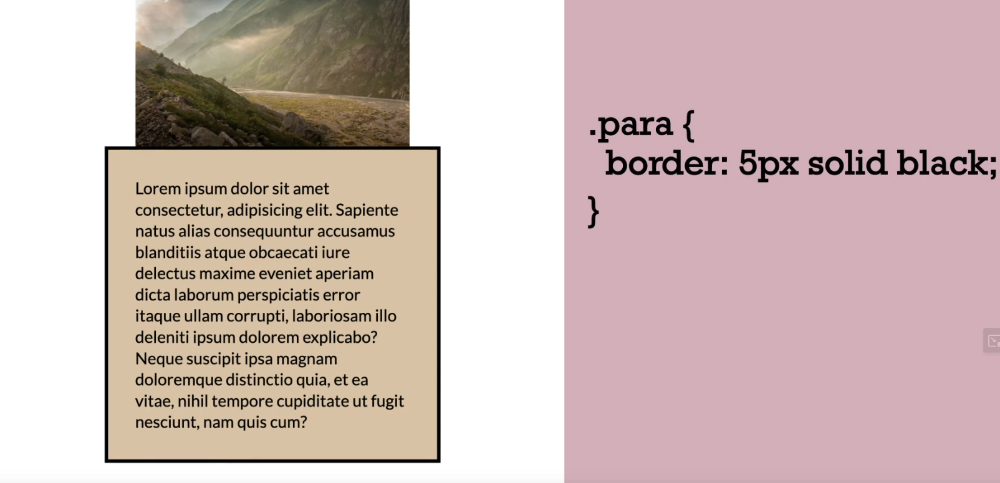 Lorem ipsum dolor sit amet
consectetur, adipisicing elit. Sapiente
natus alias consequuntur accusamus
blanditiis atque obcaecati iure
delectus maxime eveniet aperiam
dicta laborum perspiciatis error
itaque ullam corrupti, laboriosam illo
deleniti ipsum dolorem explicabo?
Neque suscipit ipsa magnam
doloremque distinctio quia, et ea
vitae, nihil tempore cupiditate ut fugit
nesciunt, nam quis cum?
.para {
border: 5px solid black;
}